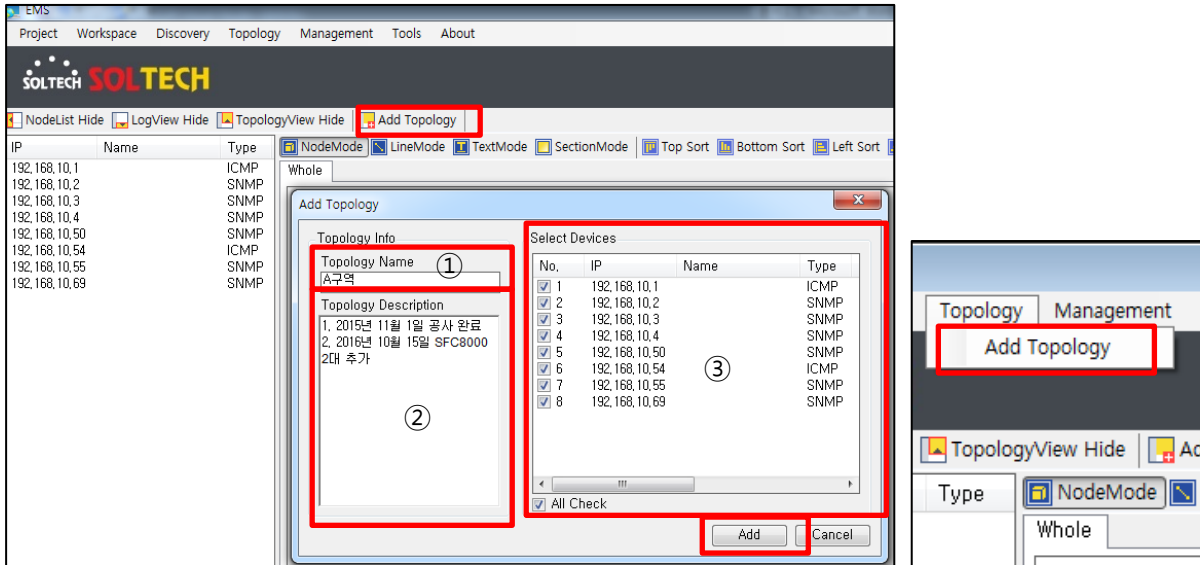 EMS
Project Workspace Discovery Topology Management Tools About
SOLTECH SOLTECH
NodeList Hide LogView Hide TopologyView Hide Add Topology
IP Name Type
192,168,10,1 ICMP
192,168,10,2 SNMP
192,168,10,3 SNMP
192,168,10,4 SNMP
192,168,10,50 SNMP
192,168,10,54 ICMP
192,168,10,55 SNMP
192,168,10,69 SNMP
NodeMode LineMode TextMode SectionMode Top Sort Bottom Sort Left Sort
Whole
Add Topology
Topology Info
Topology Name ①
A구역
Topology Description
1, 2015년 11월 1일 공사 완료
2, 2016년 10월 15일 SFC8000
2대 추가
②
Select Devices
No, IP Name Type
1 192,168,10,1 ICMP
2 192,168,10,2 SNMP
3 192,168,10,3 SNMP
4 192,168,10,4 SNMP
5 192,168,10,50 SNMP
6 192,168,10,54 ICMP
7 192,168,10,55 SNMP
8 192,168,10,69 SNMP
③
All Check
Add Cancel
Topology Management
Add Topology
TopologyView Hide
Type NodeMode
Whole